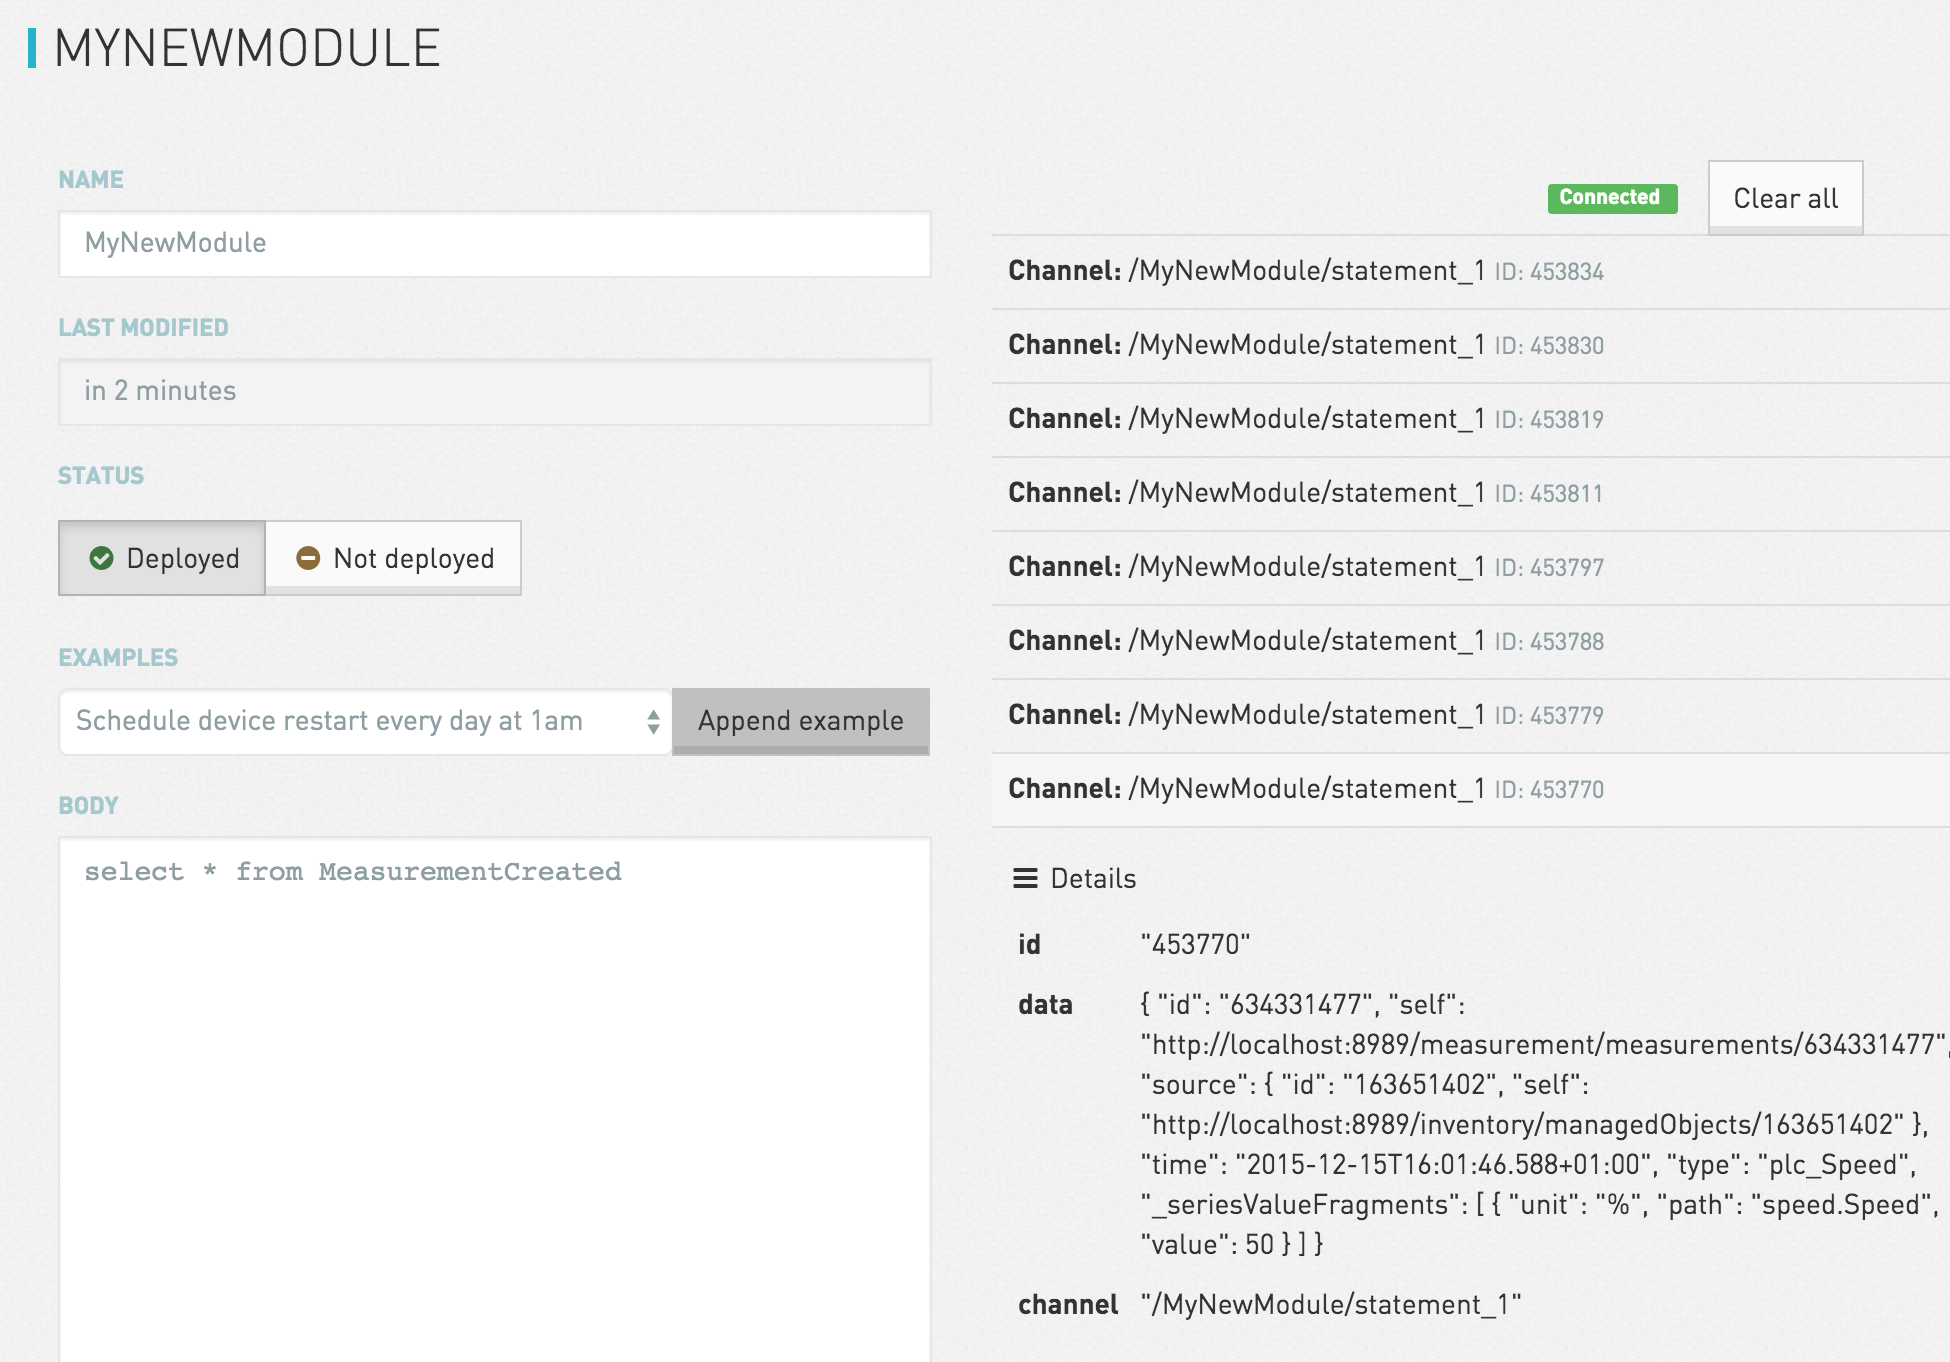 MYNEWMODULE
NAME
MyNewModule
LAST MODIFIED
in 2 minutes
STATUS
Deployed
Not deployed
EXAMPLES
Schedule device restart every day at 1am
Append example
BODY
select * from MeasurementCreated
Connected
Clear all
Channel: /MyNewModule/statement_1 ID: 453834
Channel: /MyNewModule/statement_1 ID: 453830
Channel: /MyNewModule/statement_1 ID: 453819
Channel: /MyNewModule/statement_1 ID: 453811
Channel: /MyNewModule/statement_1 ID: 453797
Channel: /MyNewModule/statement_1 ID: 453788
Channel: /MyNewModule/statement_1 ID: 453779
Channel: /MyNewModule/statement_1 ID: 453770
Details
id "453770"
data { "id": "634331477", "self":
"http://localhost:8989/measurement/measurements/634331477",
"source": { "id": "163651402", "self":
"http://localhost:8989/inventory/managedObjects/163651402" },
"time": "2015-12-15T16:01:46.588+01:00", "type": "plc_Speed",
"_seriesValueFragments": [ { "unit": "%", "path": "speed.Speed",
"value": 50 } ] }
channel "/MyNewModule/statement_1"